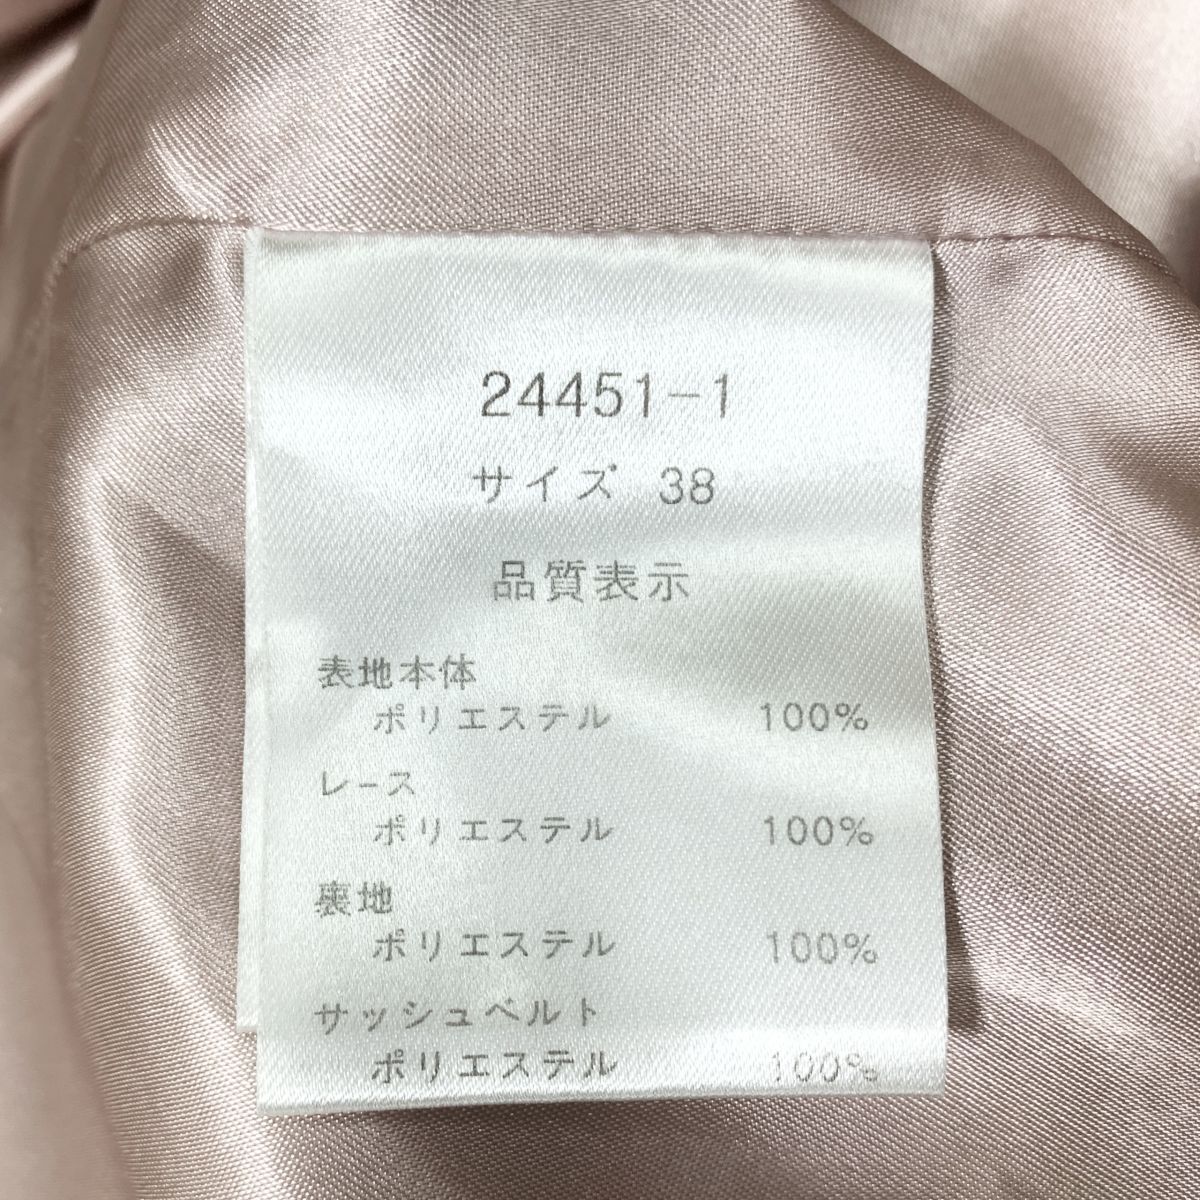 24451-1
サイズ 38
品質表示
表地本体
ポリエステル 100%
レース
ポリエステル 100%
裏地
ポリエステル 100%
サッシュベルト
ポリエステル 100%